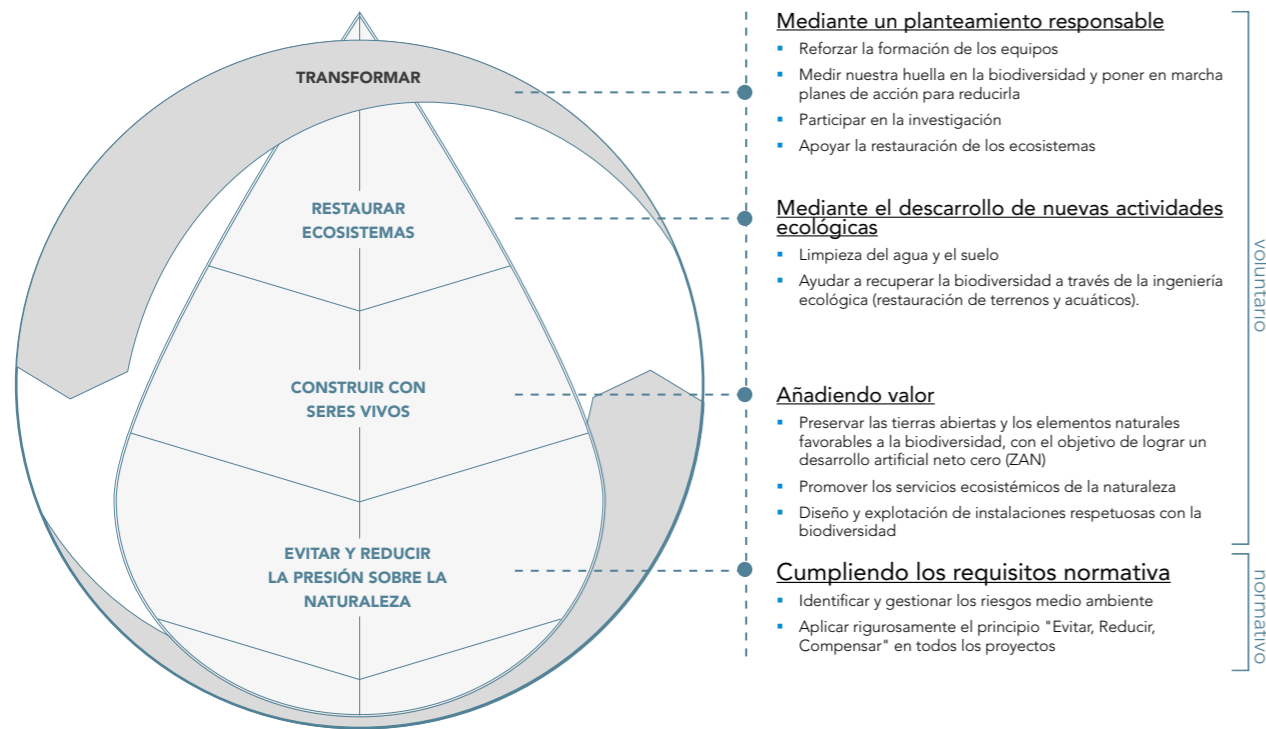 TRANSFORMAR
RESTAURAR
ECOSISTEMAS
CONSTRUIR CON
SERES VIVOS
EVITAR Y REDUCIR
LA PRESIÓN SOBRE LA
NATURALEZA
Mediante un planteamiento responsable
▪ Reforzar la formación de los equipos
▪ Medir nuestra huella en la biodiversidad y poner en marcha
planes de acción para reducirla
▪ Participar en la investigación
▪ Apoyar la restauración de los ecosistemas
Mediante el descarrollo de nuevas actividades
ecológicas
▪ Limpieza del agua y el suelo
▪ Ayudar a recuperar la biodiversidad a través de la ingeniería
ecológica (restauración de terrenos y acuáticos).
Añadiendo valor
▪ Preservar las tierras abiertas y los elementos naturales
favorables a la biodiversidad, con el objetivo de lograr un
desarrollo artificial neto cero (ZAN)
▪ Promover los servicios ecosistémicos de la naturaleza
▪ Diseño y explotación de instalaciones respetuosas con la
biodiversidad
Cumpliendo los requisitos normativa
▪ Identificar y gestionar los riesgos medio ambiente
▪ Aplicar rigurosamente el principio "Evitar, Reducir,
Compensar" en todos los proyectos
voluntario
normativo